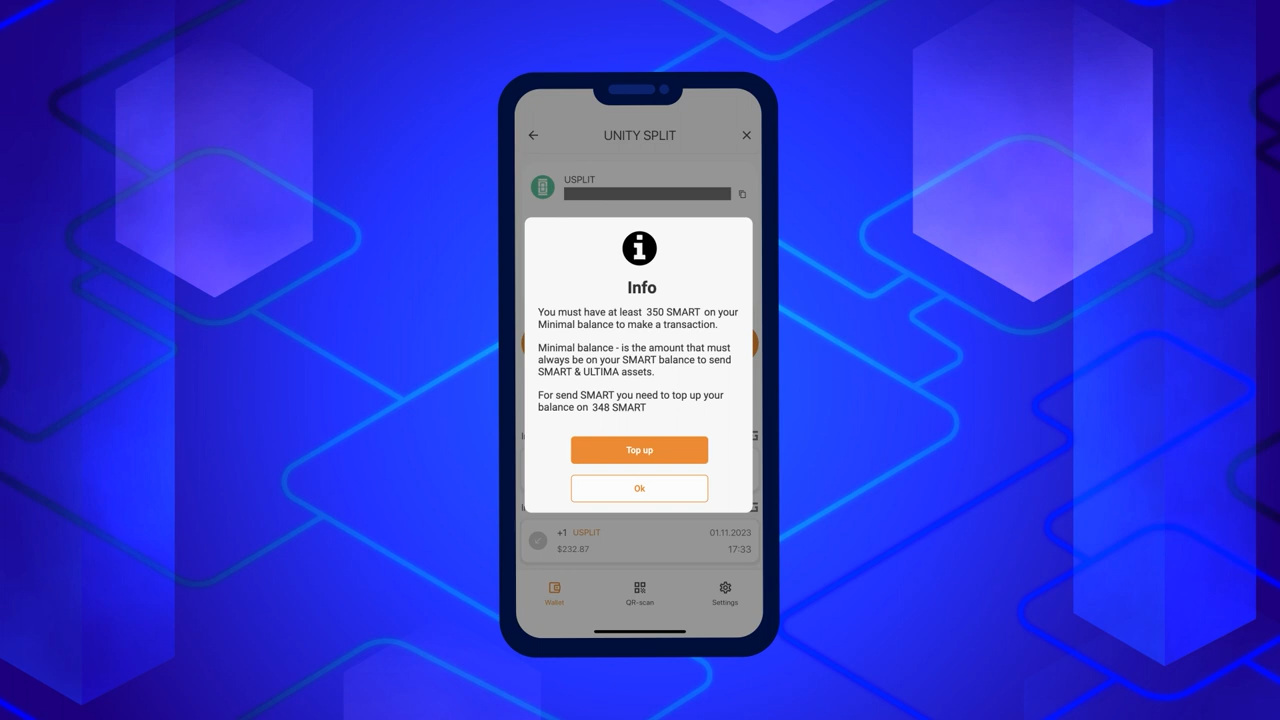 UNITY SPLIT
USPLIT
Info
You must have at least 350 SMART on your
Minimal balance to make a transaction.
Minimal balance - is the amount that must
always be on your SMART balance to send
SMART & ULTIMA assets.
For send SMART you need to top up your
balance on 348 SMART
Top up
Ok
+1 USPLIT 01.11.2023
$232.87 17:33
Wallet QR-scan Settings